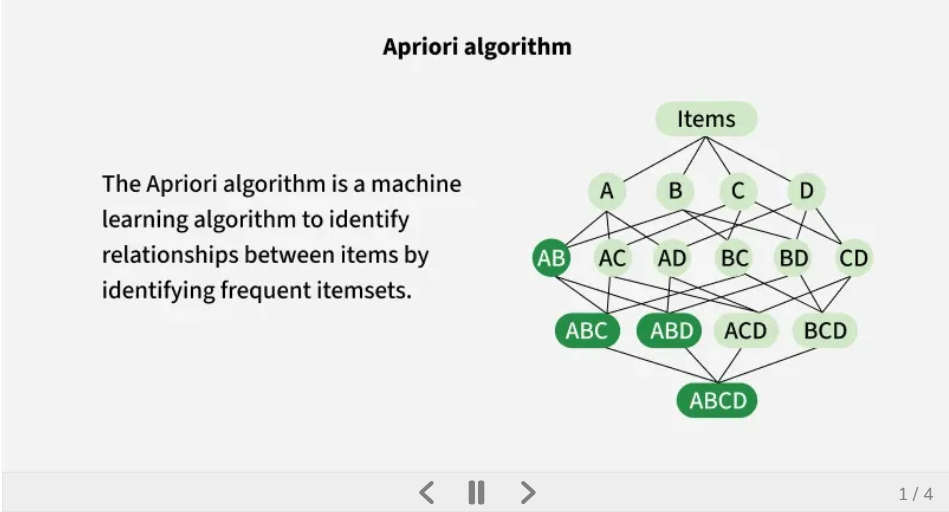 Apriori algorithm
Items
The Apriori algorithm is a machine
learning algorithm to identify
relationships between items by
identifying frequent itemsets.
A B C D
AB AC AD BC BD CD
ABC ABD ACD BCD
ABCD
1 / 4